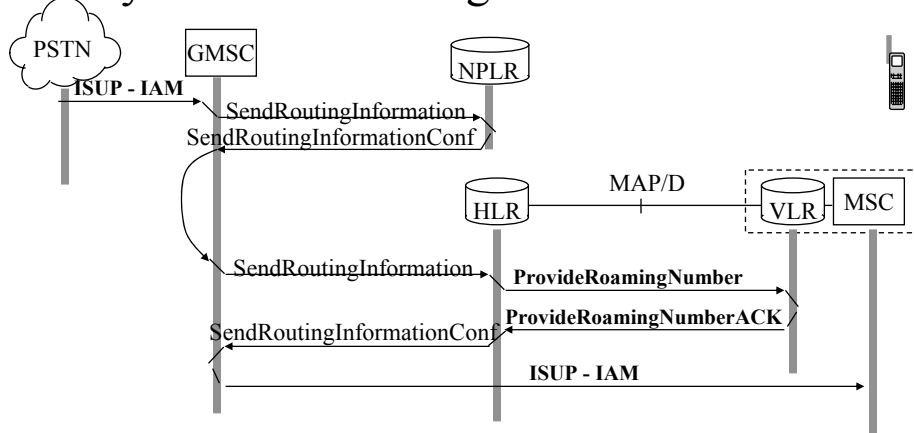 PSTN
GMSC
NPLR
ISUP - IAM
SendRoutingInformation
SendRoutingInformationConf
MAP/D
HLR
VLR
MSC
SendRoutingInformation
ProvideRoamingNumber
ProvideRoamingNumberACK
SendRoutingInformationConf
ISUP - IAM